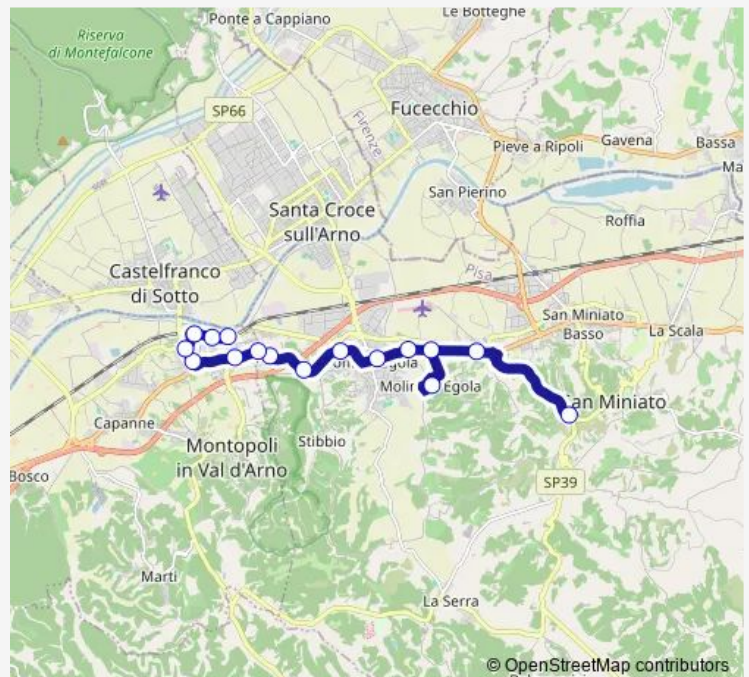 Ponte a Cappiano
Le Botteghe
Riserva
di Montefalcone
SP66
Fucecchio
Firenze
Pieve a Ripoli
Gavena
Bassa
San Pierino
Santa Croce
sull'Arno
Roffia
Pisa
Castelfranco
di Sotto
San Miniato
Basso
La Scala
Egola
Capanne
San Miniato
Montopoli
in Val d'Arno
Stibbio
Bosco
SP39
Marti
La Serra
© OpenStreetMap contributors